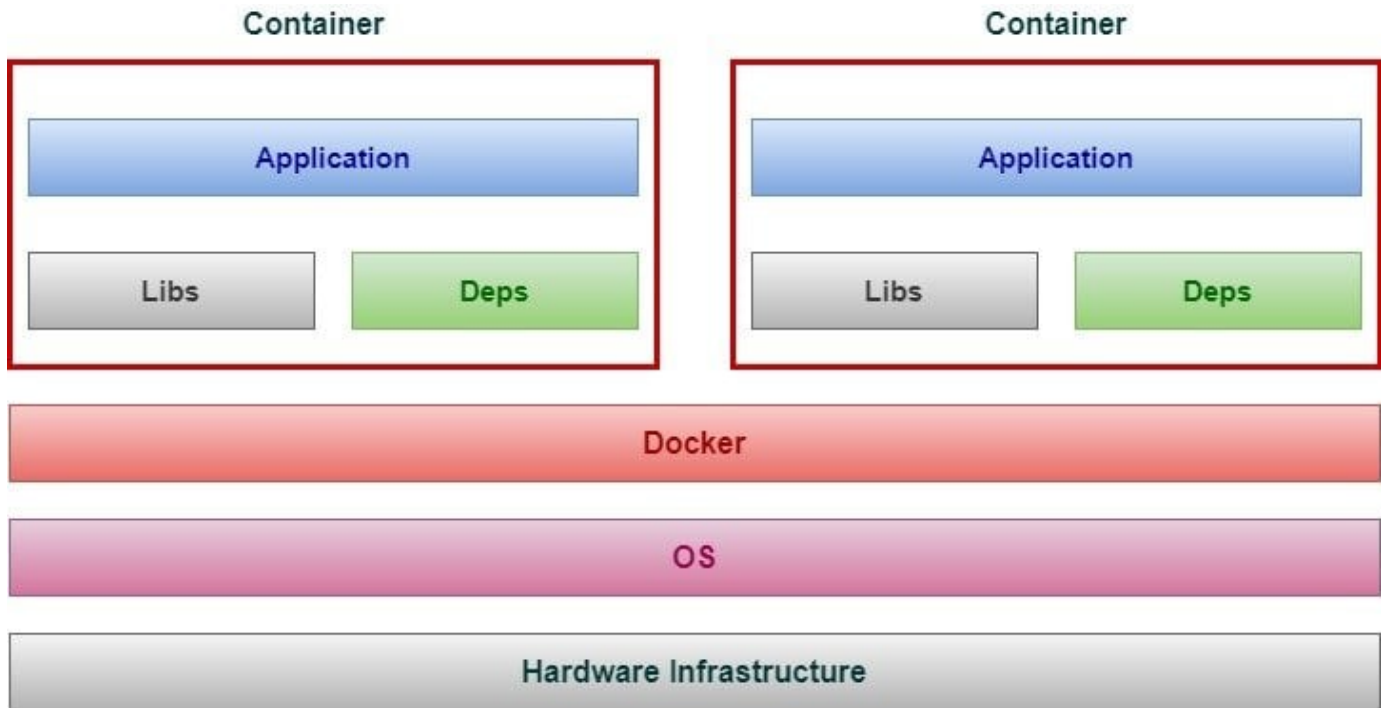 Container
Container
Application
Application
Libs
Deps
Libs
Deps
Docker
OS
Hardware Infrastructure